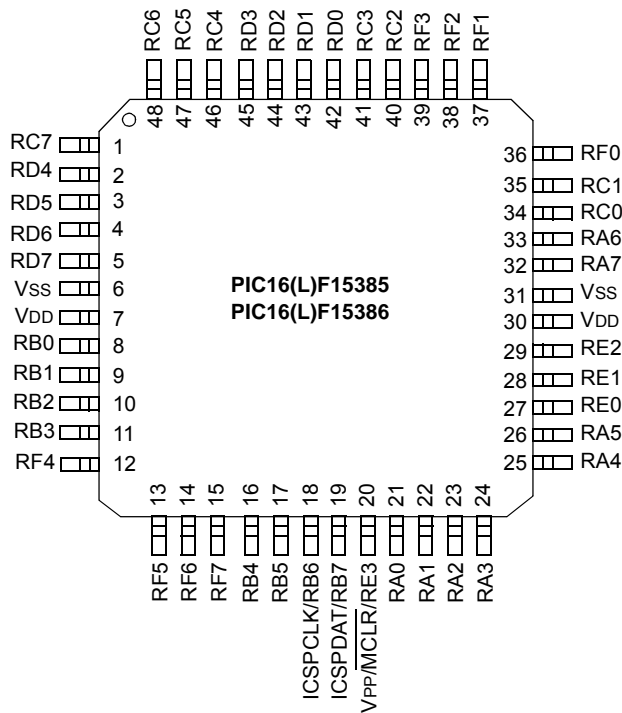 RC6
RC5
RC4
RD3
RD2
RD1
RD0
RC3
RC2
RF3
RF2
RF1
48
47
46
45
44
43
42
41
40
39
38
37
RC7 1
RD4 2
RD5 3
RD6 4
RD7 5
VSS 6
VDD 7
RB0 8
RB1 9
RB2 10
RB3 11
RF4 12
PIC16(L)F15385
PIC16(L)F15386
36 RF0
35 RC1
34 RC0
33 RA6
32 RA7
31 VSS
30 VDD
29 RE2
28 RE1
27 RE0
26 RA5
25 RA4
13
14
15
16
17
18
19
20
21
22
23
24
RF5
RF6
RF7
RB4
RB5
ICSPCLK/RB6
ICSPDAT/RB7
VPP/MCLR/RE3
RA0
RA1
RA2
RA3